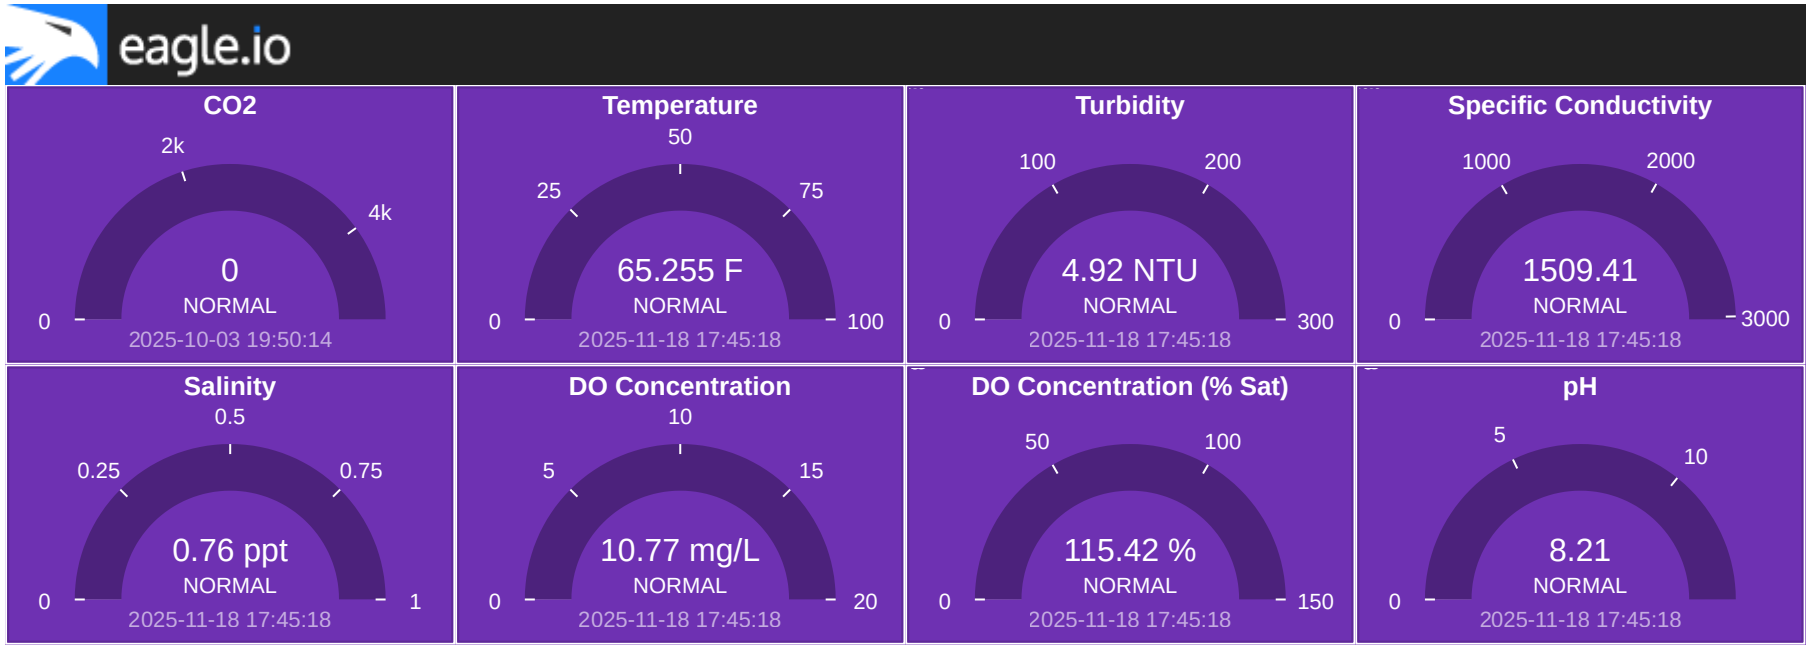 eagle.io
CO2
2k
4k
0
0
NORMAL
2025-10-03 19:50:14
Temperature
50
25
75
65.255 F
NORMAL
0
100
2025-11-18 17:45:18
Turbidity
100
200
4.92 NTU
NORMAL
0
300
2025-11-18 17:45:18
Specific Conductivity
1000
2000
1509.41
NORMAL
0
3000
2025-11-18 17:45:18
Salinity
0.5
0.25
0.75
0.76 ppt
NORMAL
0
1
2025-11-18 17:45:18
DO Concentration
10
5
15
10.77 mg/L
NORMAL
0
20
2025-11-18 17:45:18
DO Concentration (% Sat)
50
100
115.42 %
NORMAL
0
150
2025-11-18 17:45:18
pH
5
10
8.21
NORMAL
0
2025-11-18 17:45:18